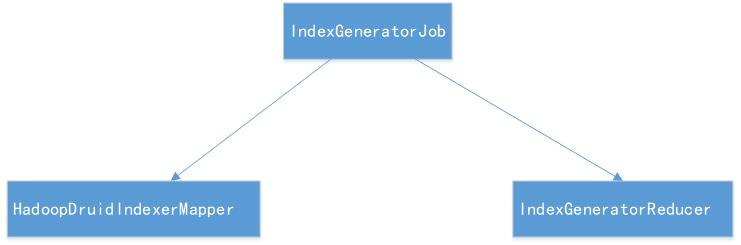 IndexGeneratorJob
HadoopDruidIndexerMapper
IndexGeneratorReducer